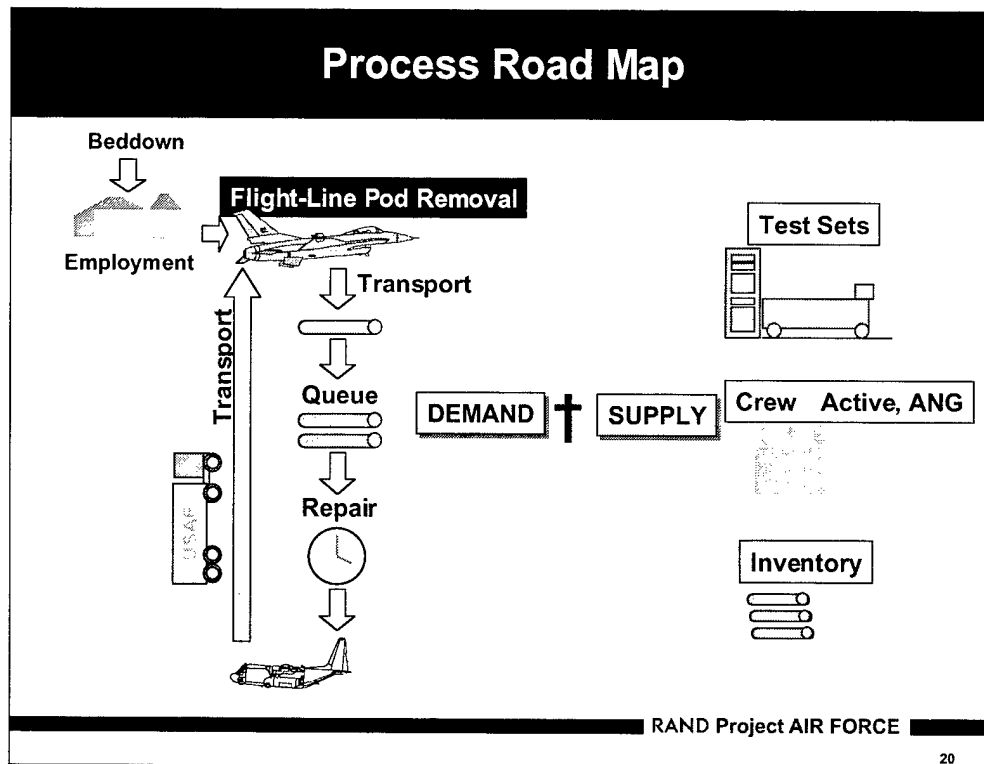 Process Road Map
Beddown
Flight-Line Pod Removal
Employment
Transport
Transport
Queue
Repair
USAF
DEMAND
SUPPLY
Test Sets
Crew Active, ANG
Inventory
RAND Project AIR FORCE
20